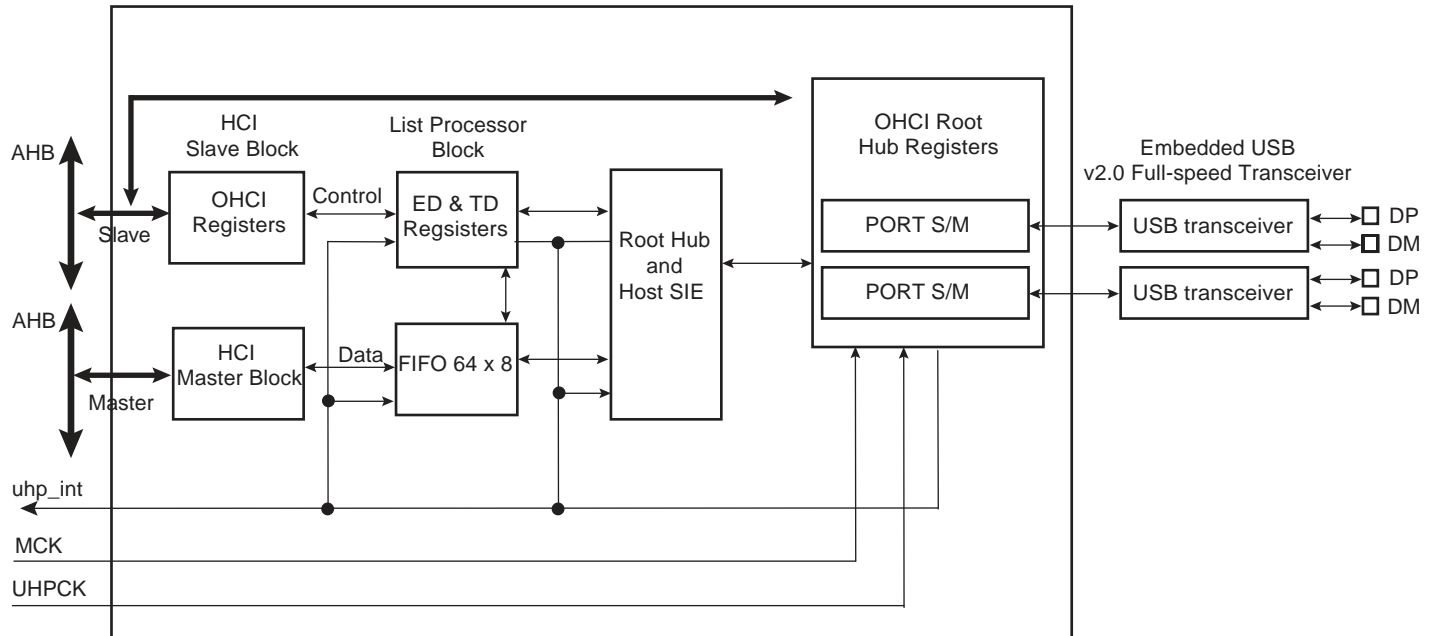 HCI
Slave Block
List Processor
Block
OHCI Root
Hub Registers
Embedded USB
v2.0 Full-speed Transceiver
AHB
Slave
OHCI
Registers
Control
ED & TD
Regsisters
Root Hub
and
Host SIE
PORT S/M
USB transceiver
DP
DM
PORT S/M
USB transceiver
DP
DM
AHB
Master
HCI
Master Block
Data
FIFO 64 x 8
uhp_int
MCK
UHPCK